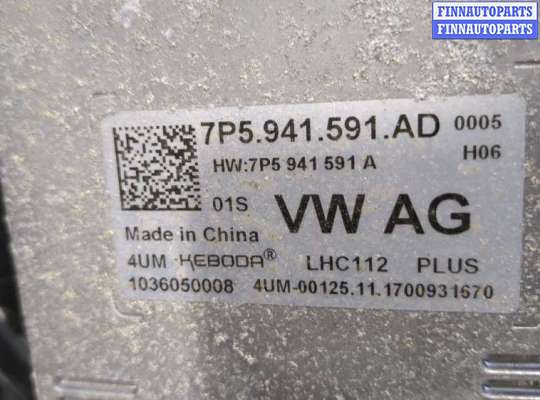 FINNAUTOPARTS
FINNAUTOPARTS
7P5.941.591.AD 0005
HW:7P5 941 591 A H06
01S VW AG
Made in China
4UM KEBODA® LHC112 PLUS
1036050008 4UM-00125.11.1700931670